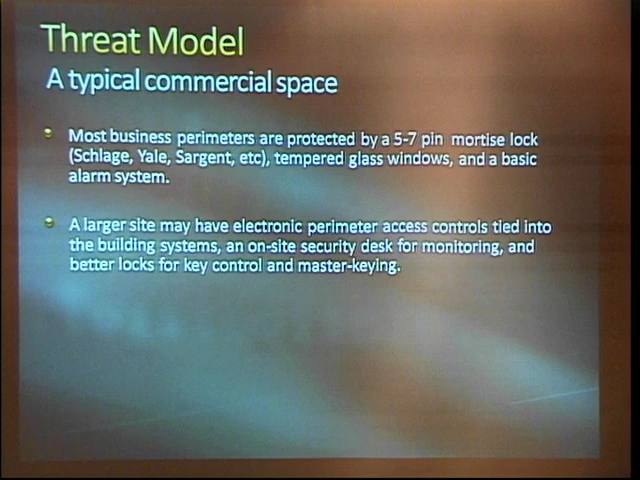 Threat Model
A typical commercial space
Most business perimeters are protected by a 5-7 pin mortise lock
(Schlage, Yale, Sargent, etc), tempered glass windows, and a basic
alarm system.
A larger site may have electronic perimeter access controls tied into
the building systems, an on-site security desk for monitoring, and
better locks for key control and master-keying.